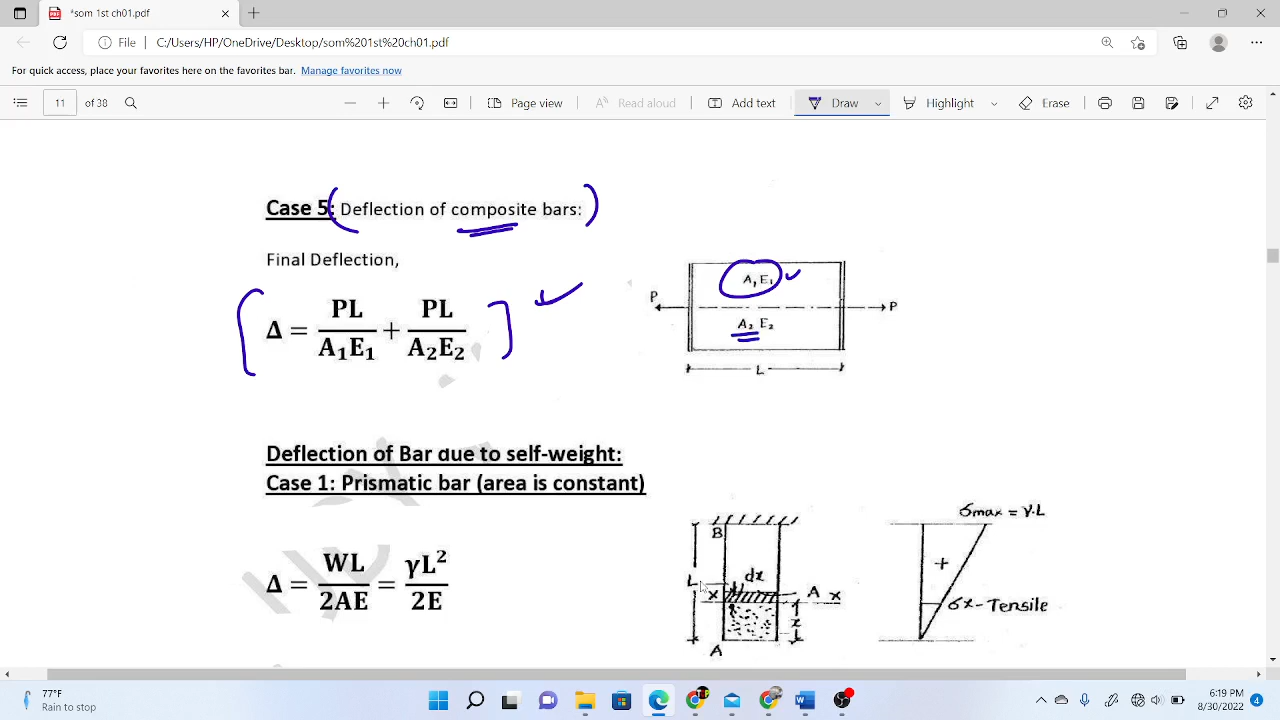 *som 1st ch01.pdf
File
C:/Users/HP/OneDrive/Desktop/som%201st%20ch01.pdf
For quick access, place your favorites here on the favorites bar. Manage favorites now
11 of 38
Page view
Read aloud
Add text
Draw
Highlight
Erase
Case 5: Deflection of composite bars:
Final Deflection,
Δ = PL/A₁E₁ + PL/A₂E₂
A₁ E₁
P
P
A₂ E₂
L
Deflection of Bar due to self-weight:
Case 1: Prismatic bar (area is constant)
Δ = WL/2AE = γL²/2E
B
dx
L
x
A x
x
A
σmax = γ.L
+
σx - Tensile
77°F
Rain to stop
6:19 PM
8/30/2022
4